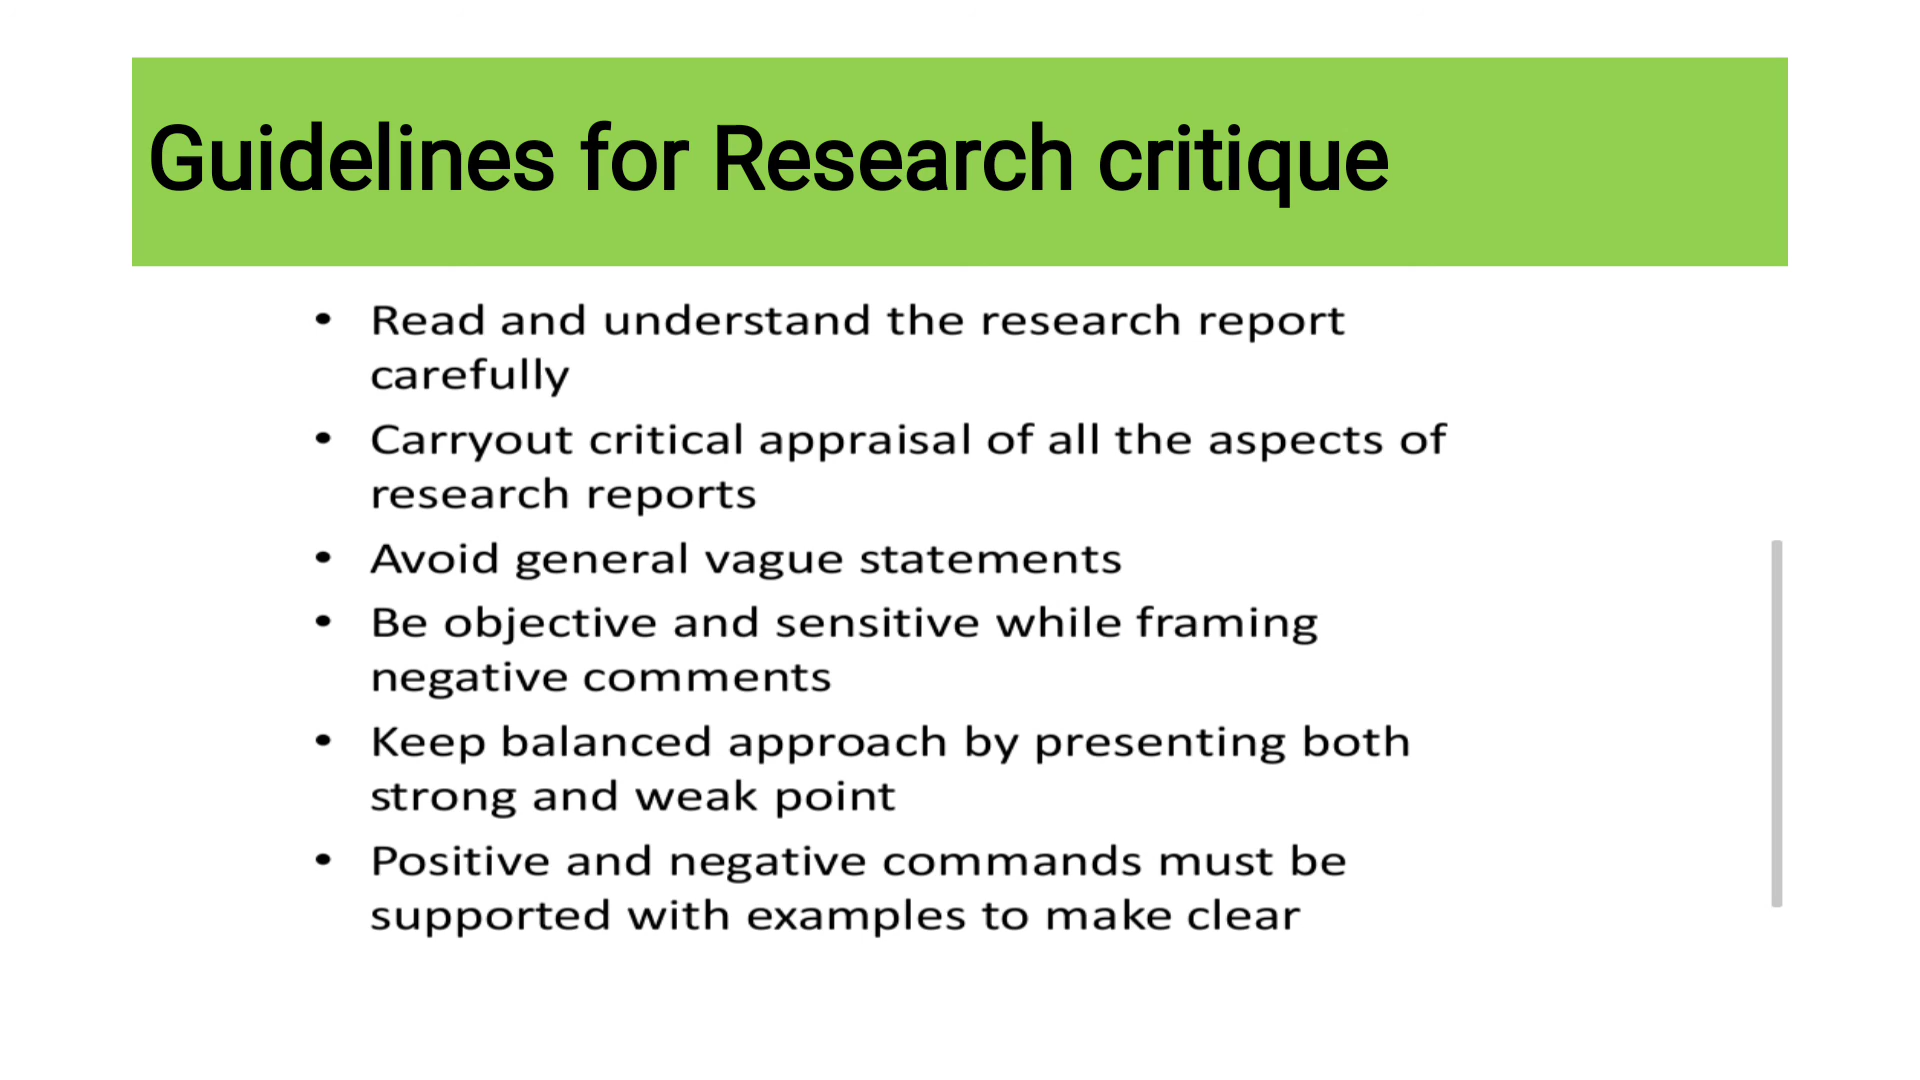 Guidelines for Research critique
• Read and understand the research report
carefully
• Carryout critical appraisal of all the aspects of
research reports
• Avoid general vague statements
• Be objective and sensitive while framing
negative comments
• Keep balanced approach by presenting both
strong and weak point
• Positive and negative commands must be
supported with examples to make clear